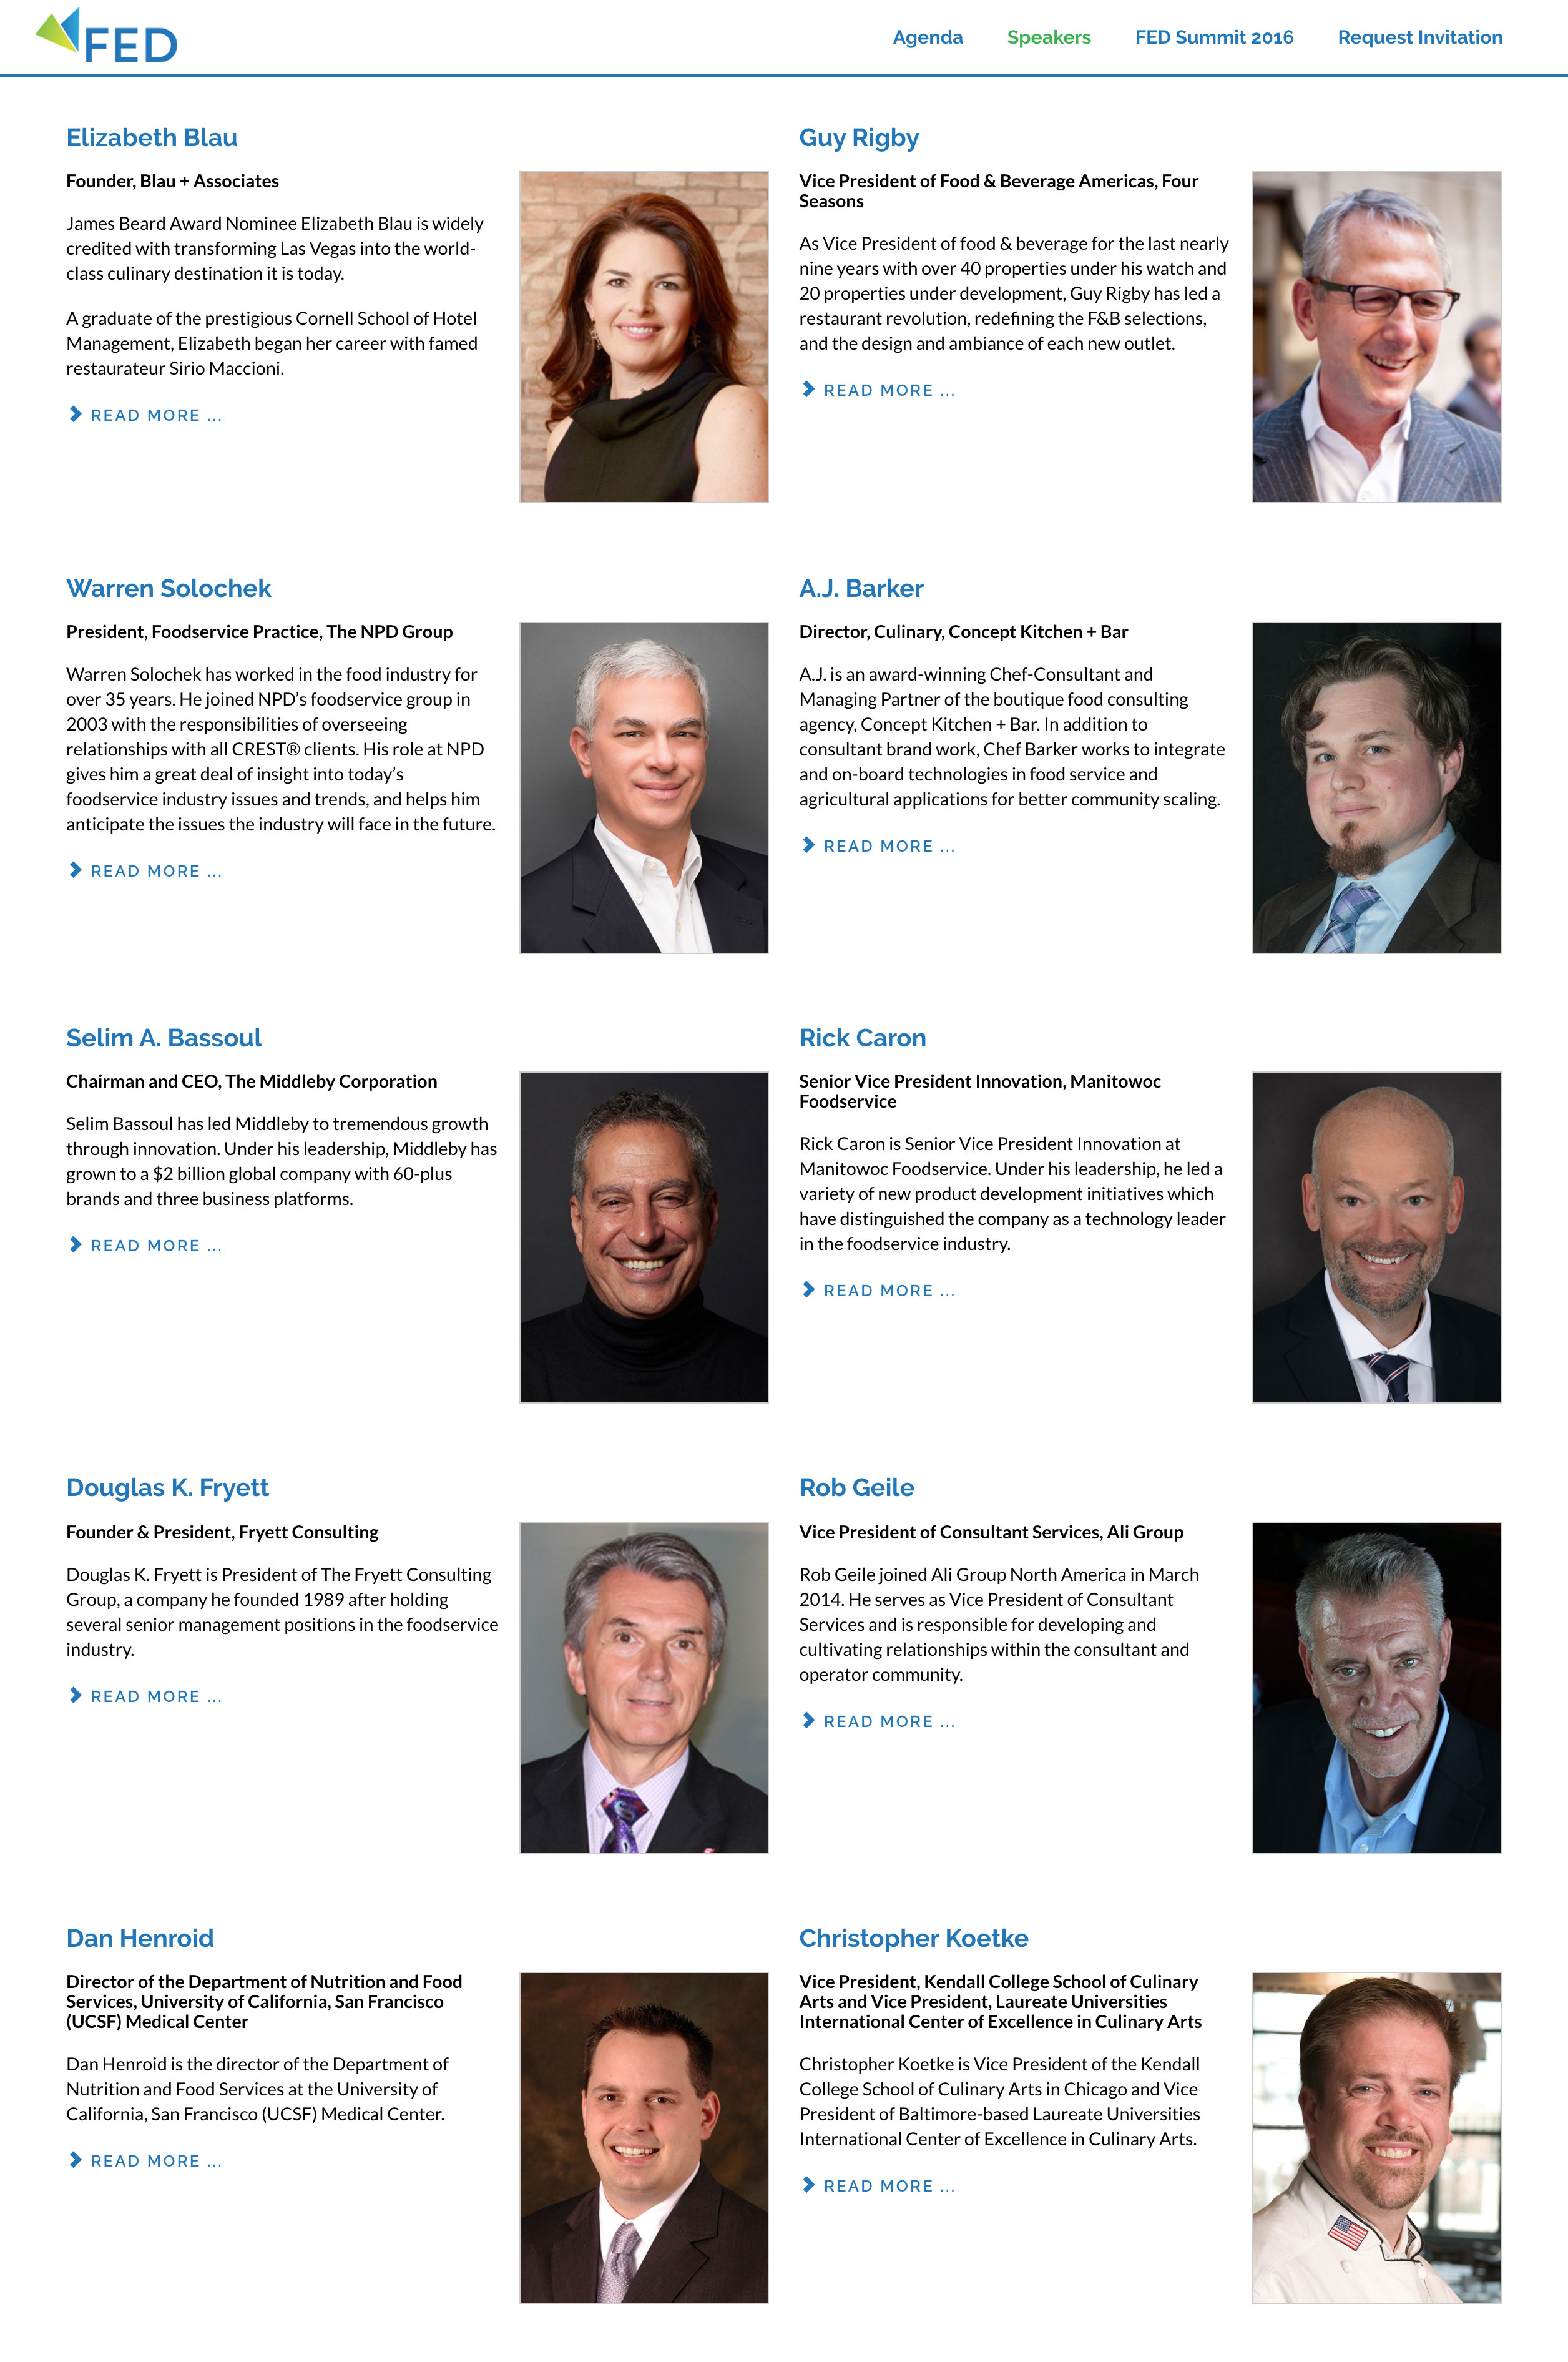 FED
Agenda
Speakers
FED Summit 2016
Request Invitation
Elizabeth Blau
Founder, Blau + Associates
James Beard Award Nominee Elizabeth Blau is widely
credited with transforming Las Vegas into the world-
class culinary destination it is today.
A graduate of the prestigious Cornell School of Hotel
Management, Elizabeth began her career with famed
restaurateur Sirio Maccioni.
READ MORE ...
Guy Rigby
Vice President of Food & Beverage Americas, Four
Seasons
As Vice President of food & beverage for the last nearly
nine years with over 40 properties under his watch and
20 properties under development, Guy Rigby has led a
restaurant revolution, redefining the F&B selections,
and the design and ambiance of each new outlet.
READ MORE ...
Warren Solochek
President, Foodservice Practice, The NPD Group
Warren Solochek has worked in the food industry for
over 35 years. He joined NPD’s foodservice group in
2003 with the responsibilities of overseeing
relationships with all CREST® clients. His role at NPD
gives him a great deal of insight into today’s
foodservice industry issues and trends, and helps him
anticipate the issues the industry will face in the future.
READ MORE ...
A.J. Barker
Director, Culinary, Concept Kitchen + Bar
A.J. is an award-winning Chef-Consultant and
Managing Partner of the boutique food consulting
agency, Concept Kitchen + Bar. In addition to
consultant brand work, Chef Barker works to integrate
and on-board technologies in food service and
agricultural applications for better community scaling.
READ MORE ...
Selim A. Bassoul
Chairman and CEO, The Middleby Corporation
Selim Bassoul has led Middleby to tremendous growth
through innovation. Under his leadership, Middleby has
grown to a $2 billion global company with 60-plus
brands and three business platforms.
READ MORE ...
Rick Caron
Senior Vice President Innovation, Manitowoc
Foodservice
Rick Caron is Senior Vice President Innovation at
Manitowoc Foodservice. Under his leadership, he led a
variety of new product development initiatives which
have distinguished the company as a technology leader
in the foodservice industry.
READ MORE ...
Douglas K. Fryett
Founder & President, Fryett Consulting
Douglas K. Fryett is President of The Fryett Consulting
Group, a company he founded 1989 after holding
several senior management positions in the foodservice
industry.
READ MORE ...
Rob Geile
Vice President of Consultant Services, Ali Group
Rob Geile joined Ali Group North America in March
2014. He serves as Vice President of Consultant
Services and is responsible for developing and
cultivating relationships within the consultant and
operator community.
READ MORE ...
Dan Henroid
Director of the Department of Nutrition and Food
Services, University of California, San Francisco
(UCSF) Medical Center
Dan Henroid is the director of the Department of
Nutrition and Food Services at the University of
California, San Francisco (UCSF) Medical Center.
READ MORE ...
Christopher Koetke
Vice President, Kendall College School of Culinary
Arts and Vice President, Laureate Universities
International Center of Excellence in Culinary Arts
Christopher Koetke is Vice President of the Kendall
College School of Culinary Arts in Chicago and Vice
President of Baltimore-based Laureate Universities
International Center of Excellence in Culinary Arts.
READ MORE ...